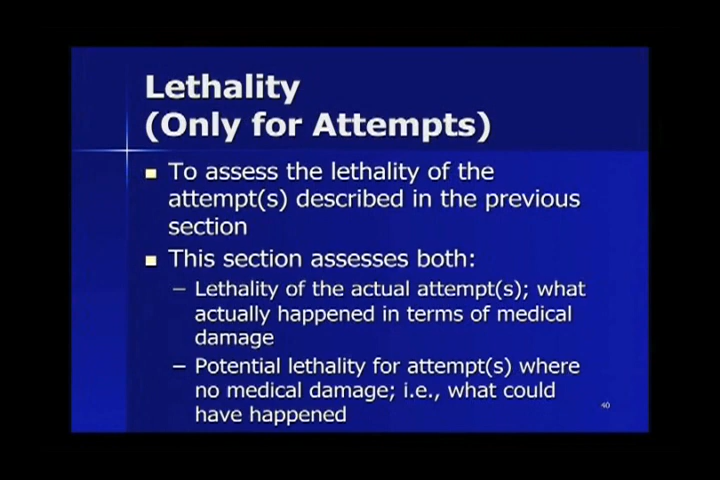 Lethality
(Only for Attempts)
To assess the lethality of the
attempt(s) described in the previous
section
This section assesses both:
– Lethality of the actual attempt(s); what
actually happened in terms of medical
damage
– Potential lethality for attempt(s) where
no medical damage; i.e., what could
have happened
40